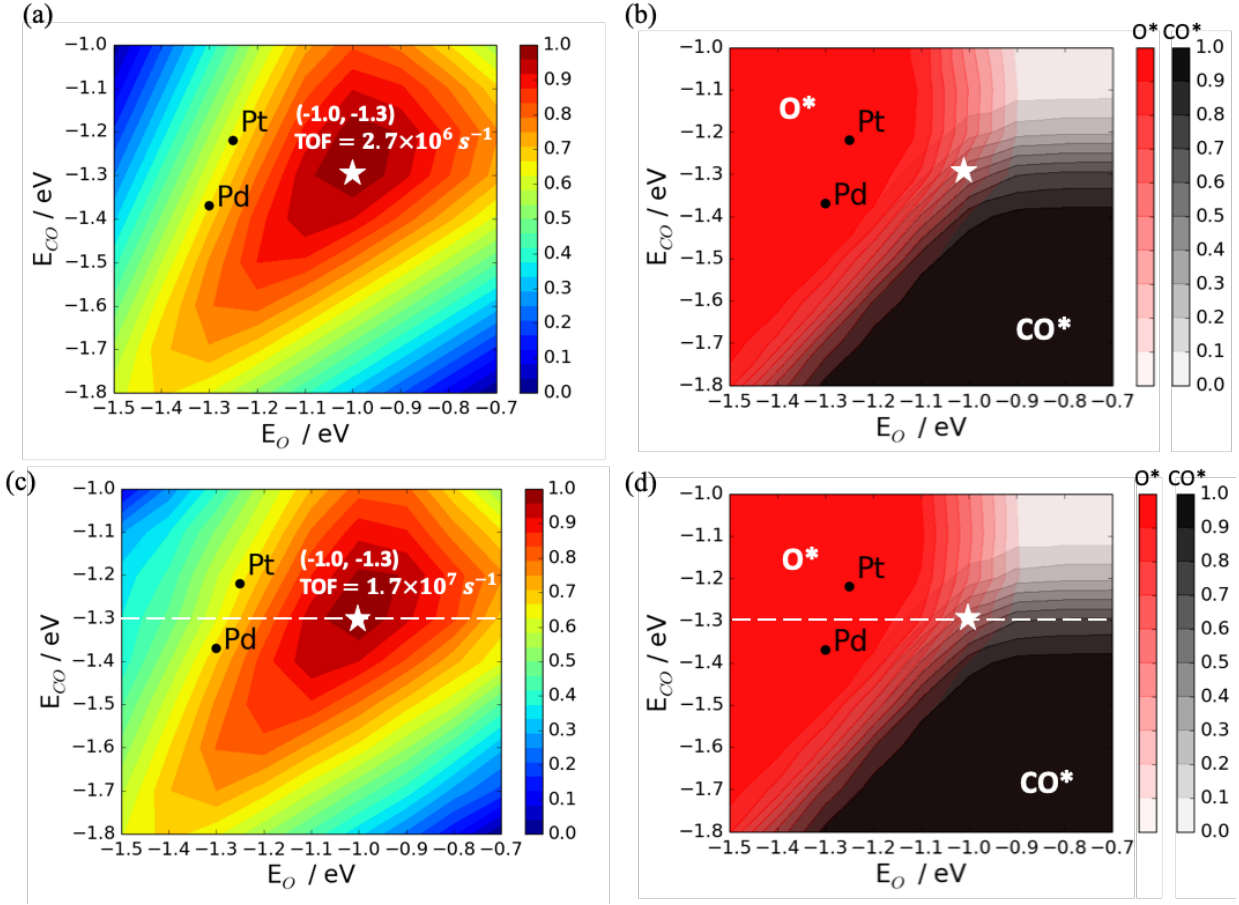 (a)
−1.0
−1.1
−1.2
−1.3
−1.4
−1.5
−1.6
−1.7
−1.8
E_CO / eV
−1.5 −1.4 −1.3 −1.2 −1.1 −1.0 −0.9 −0.8 −0.7
E_O / eV
Pt
Pd
(-1.0, -1.3)
TOF = 2.7×10⁶ s⁻¹
1.0
0.9
0.8
0.7
0.6
0.5
0.4
0.3
0.2
0.1
0.0
(b)
−1.0
−1.1
−1.2
−1.3
−1.4
−1.5
−1.6
−1.7
−1.8
E_CO / eV
−1.5 −1.4 −1.3 −1.2 −1.1 −1.0 −0.9 −0.8 −0.7
E_O / eV
O*
Pt
Pd
CO*
O* CO*
1.0
0.9
0.8
0.7
0.6
0.5
0.4
0.3
0.2
0.1
0.0
(c)
−1.0
−1.1
−1.2
−1.3
−1.4
−1.5
−1.6
−1.7
−1.8
E_CO / eV
−1.5 −1.4 −1.3 −1.2 −1.1 −1.0 −0.9 −0.8 −0.7
E_O / eV
Pt
Pd
(-1.0, -1.3)
TOF = 1.7×10⁷ s⁻¹
1.0
0.9
0.8
0.7
0.6
0.5
0.4
0.3
0.2
0.1
0.0
(d)
−1.0
−1.1
−1.2
−1.3
−1.4
−1.5
−1.6
−1.7
−1.8
E_CO / eV
−1.5 −1.4 −1.3 −1.2 −1.1 −1.0 −0.9 −0.8 −0.7
E_O / eV
O*
Pt
Pd
CO*
O* CO*
1.0
0.9
0.8
0.7
0.6
0.5
0.4
0.3
0.2
0.1
0.0